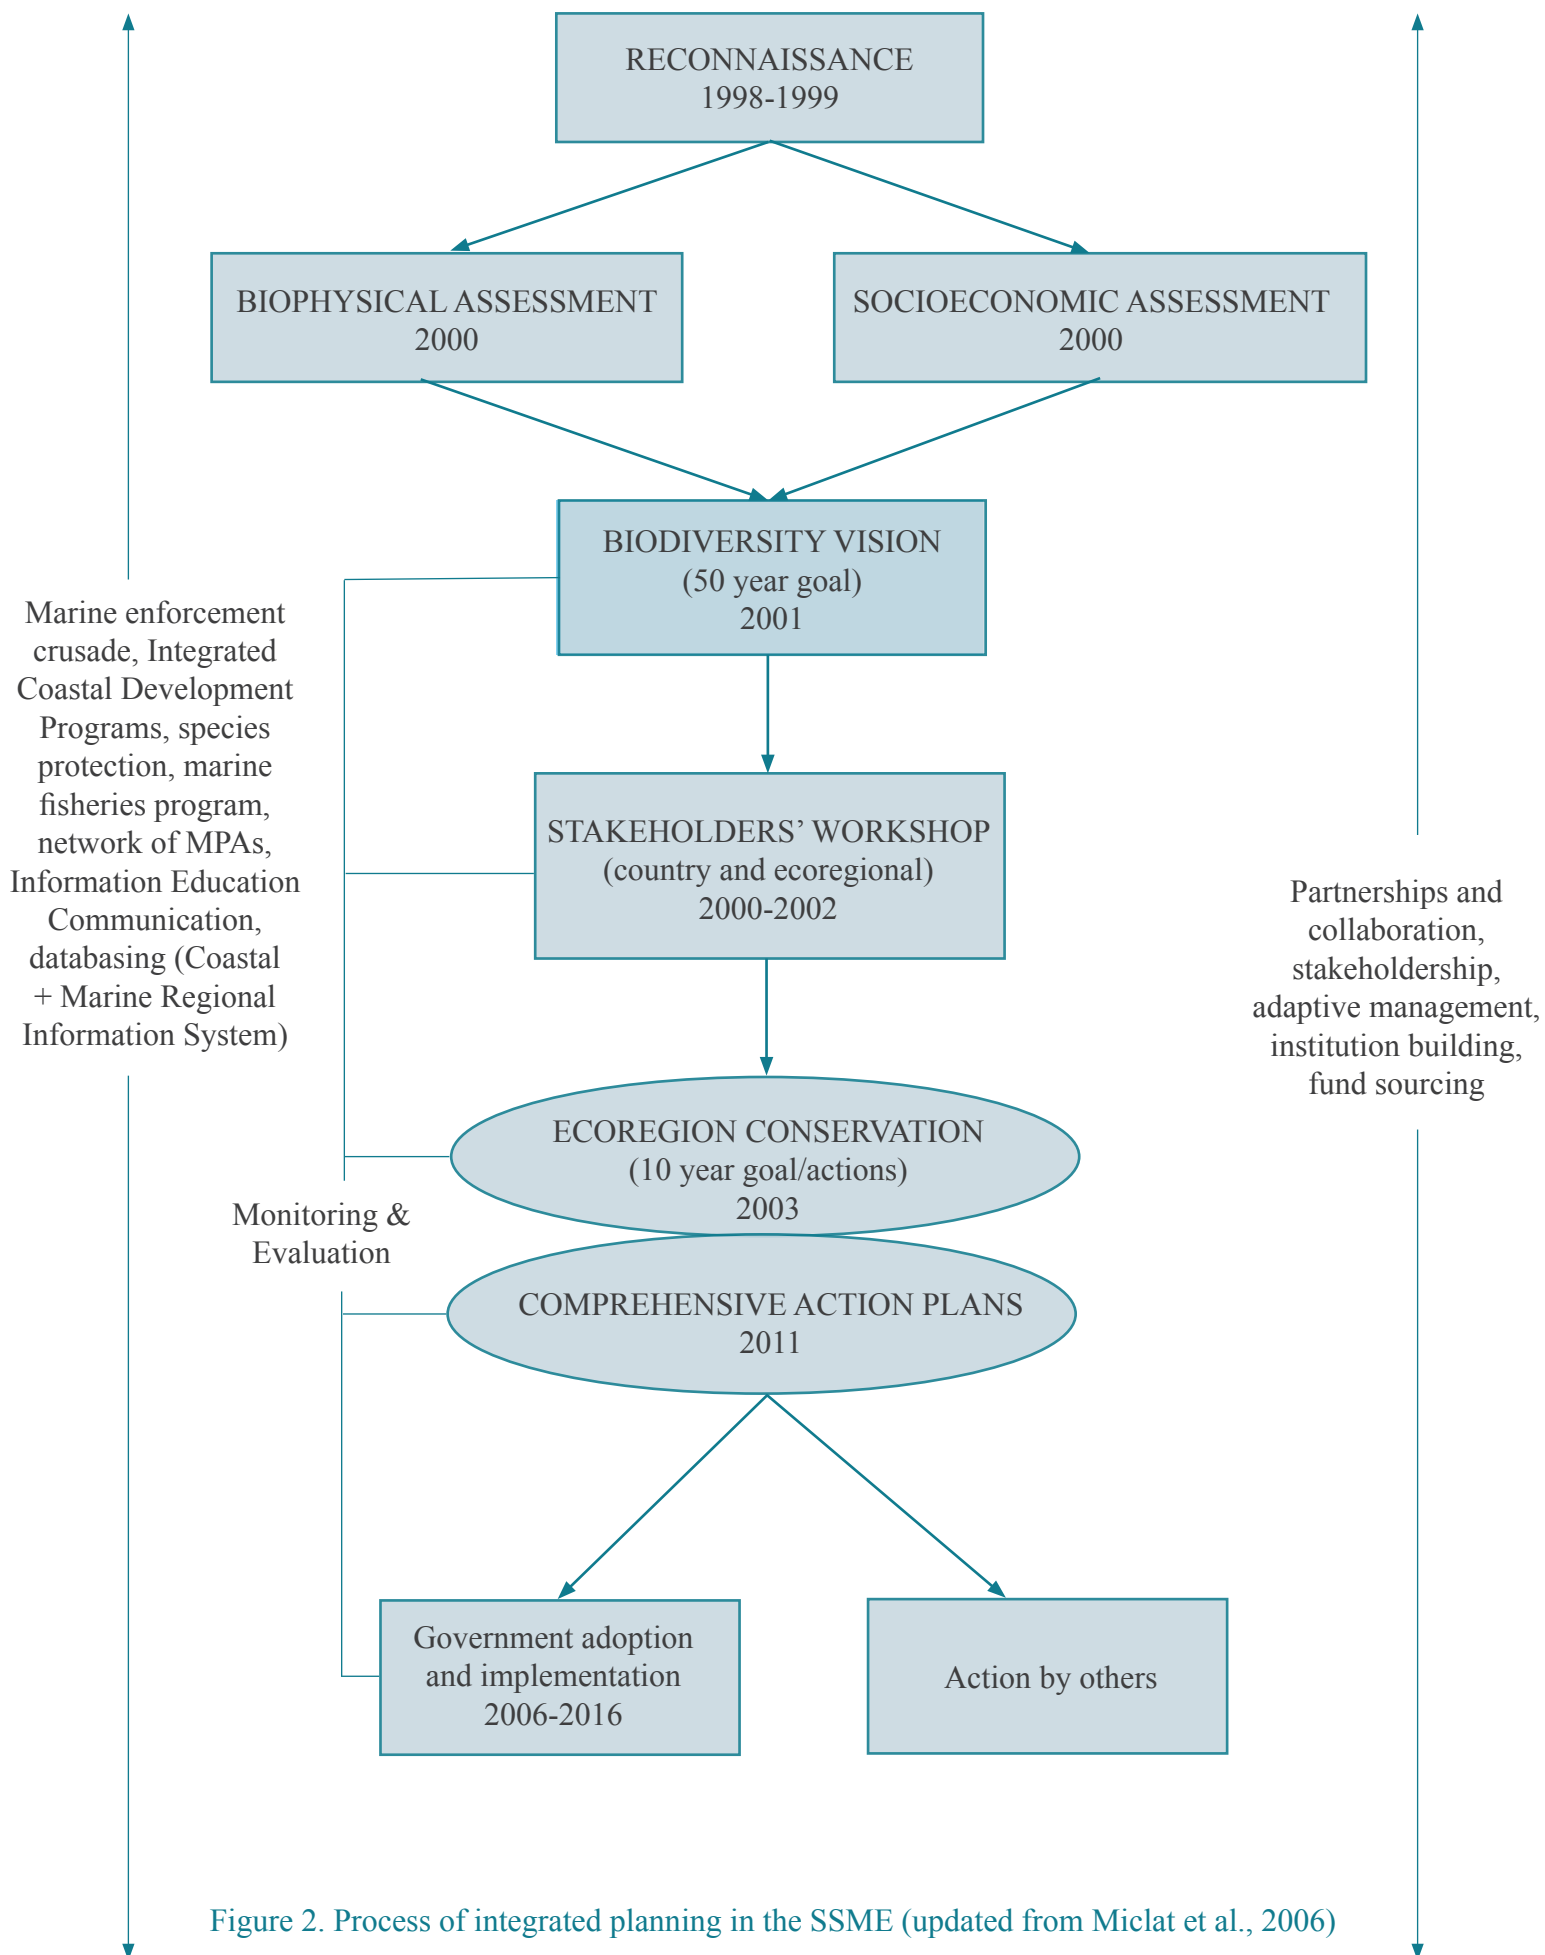 RECONNAISSANCE
1998-1999
BIOPHYSICAL ASSESSMENT
2000
SOCIOECONOMIC ASSESSMENT
2000
BIODIVERSITY VISION
(50 year goal)
2001
Marine enforcement
crusade, Integrated
Coastal Development
Programs, species
protection, marine
fisheries program,
network of MPAs,
Information Education
Communication,
databasing (Coastal
+ Marine Regional
Information System)
STAKEHOLDERS’ WORKSHOP
(country and ecoregional)
2000-2002
Partnerships and
collaboration,
stakeholdership,
adaptive management,
institution building,
fund sourcing
ECOREGION CONSERVATION
(10 year goal/actions)
2003
Monitoring &
Evaluation
COMPREHENSIVE ACTION PLANS
2011
Government adoption
and implementation
2006-2016
Action by others
Figure 2. Process of integrated planning in the SSME (updated from Miclat et al., 2006)